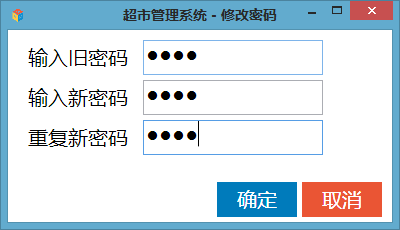 超市管理系统 - 修改密码
输入旧密码 ●●●●
输入新密码 ●●●●
重复新密码 ●●●●
确定 取消